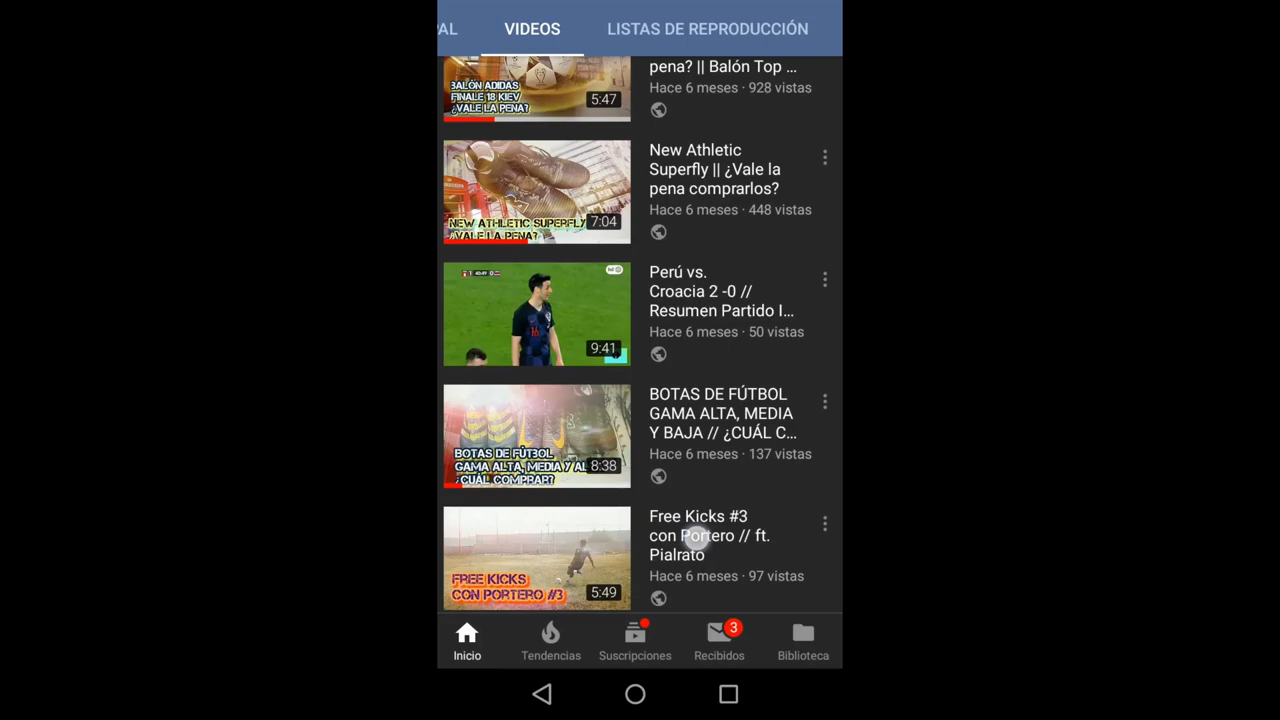 PAL
VIDEOS
LISTAS DE REPRODUCCIÓN
BALÓN ADIDAS
FINALE 18 KIEV
¿VALE LA PENA?
5:47
pena? || Balón Top ...
Hace 6 meses · 928 vistas
NEW ATHLETIC SUPERFLY
¿VALE LA PENA?
7:04
New Athletic
Superfly || ¿Vale la
pena comprarlos?
Hace 6 meses · 448 vistas
9:41
Perú vs.
Croacia 2 -0 //
Resumen Partido I...
Hace 6 meses · 50 vistas
BOTAS DE FÚTBOL
GAMA ALTA, MEDIA Y AL
¿CUÁL COMPRAR?
8:38
BOTAS DE FÚTBOL
GAMA ALTA, MEDIA
Y BAJA // ¿CUÁL C...
Hace 6 meses · 137 vistas
FREE KICKS
CON PORTERO #3
5:49
Free Kicks #3
con Portero // ft.
Pialrato
Hace 6 meses · 97 vistas
3
Inicio
Tendencias
Suscripciones
Recibidos
Biblioteca